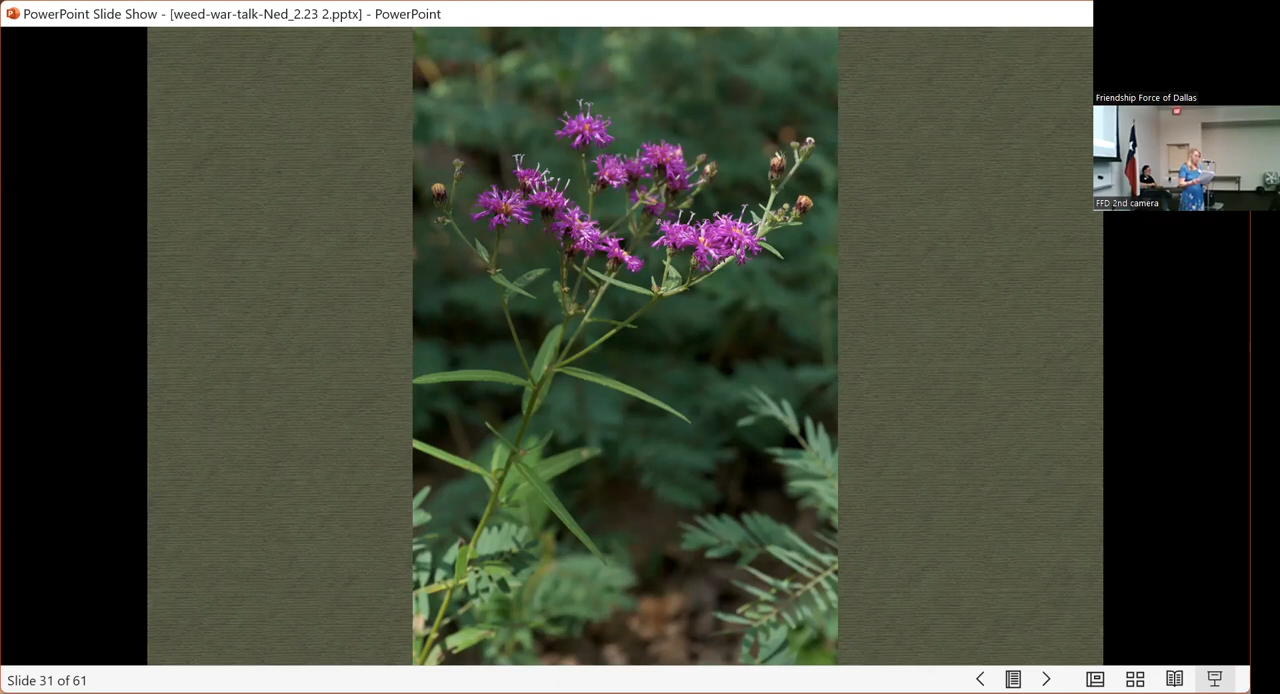 PowerPoint Slide Show - [weed-war-talk-Ned_2.23 2.pptx] - PowerPoint
Friendship Force of Dallas
FFD 2nd camera
Slide 31 of 61